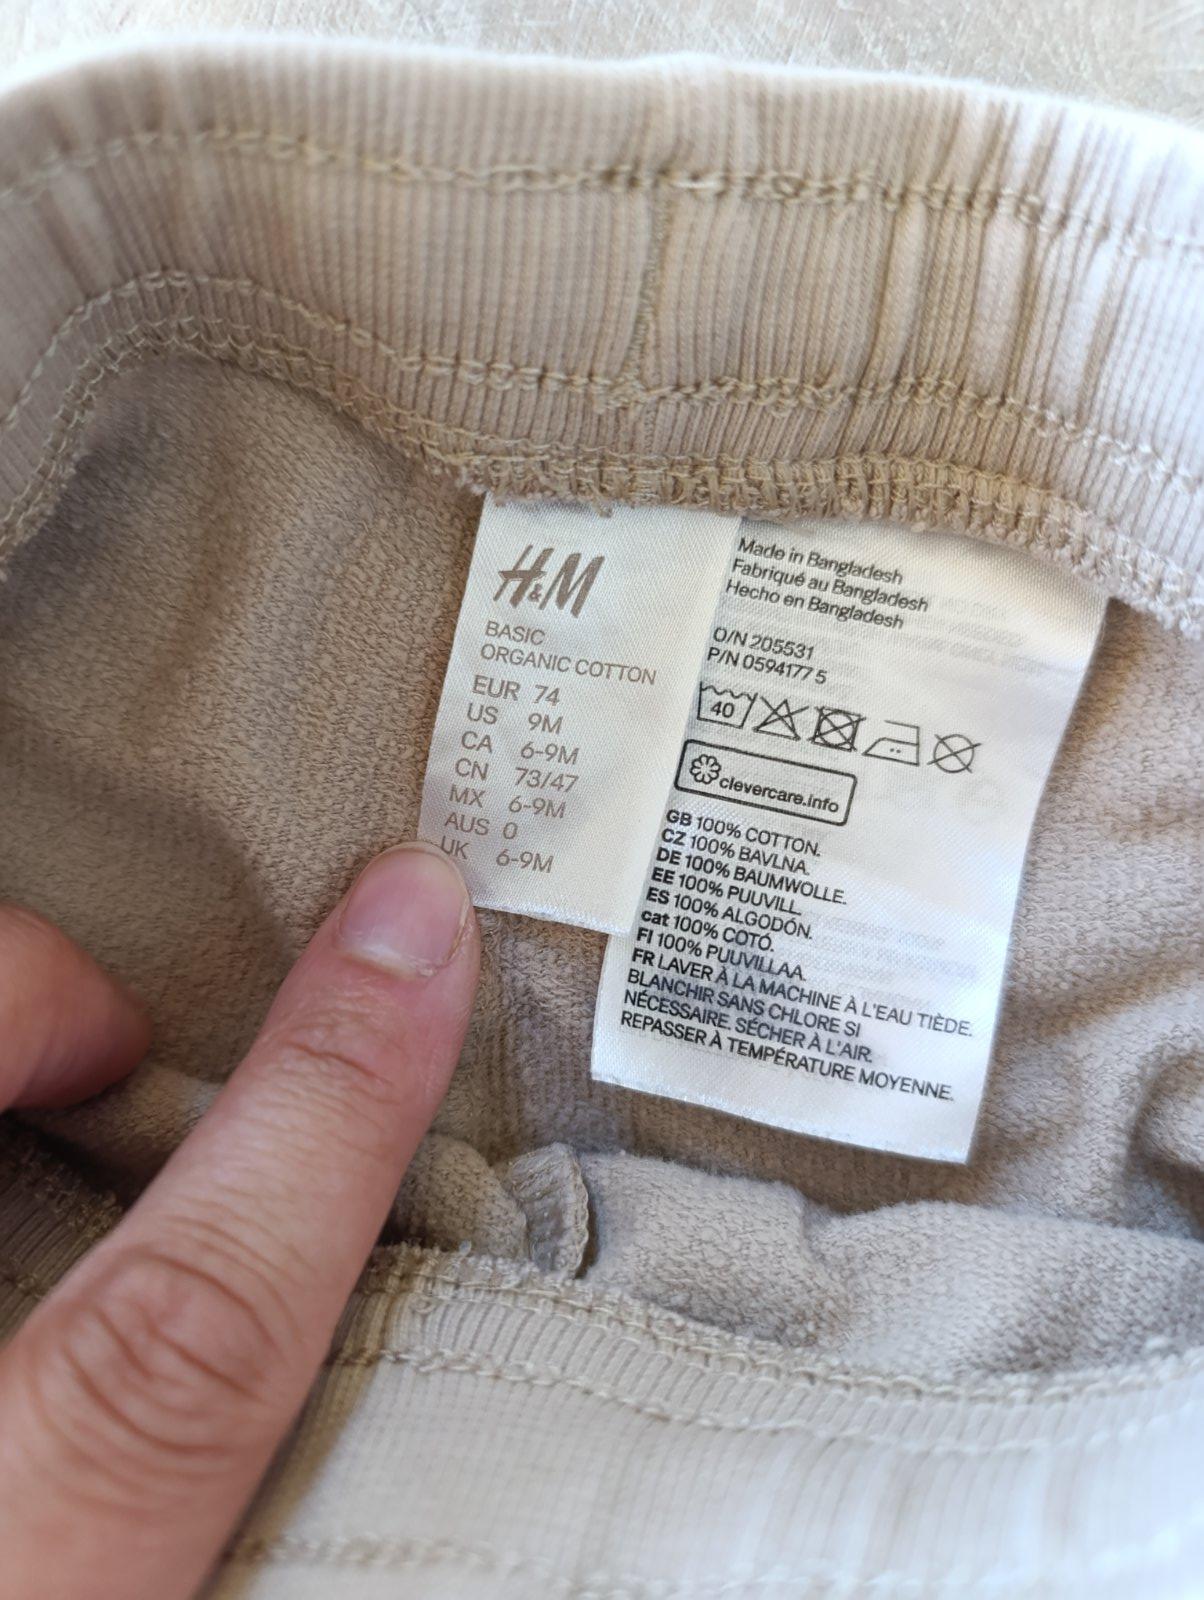 H&M
BASIC
ORGANIC COTTON
EUR 74
US 9M
CA 6-9M
CN 73/47
MX 6-9M
AUS 0
UK 6-9M
Made in Bangladesh
Fabriqué au Bangladesh
Hecho en Bangladesh
O/N 205531
P/N 0594177 5
40
clevercare.info
GB 100% COTTON.
CZ 100% BAVLNA.
DE 100% BAUMWOLLE.
EE 100% PUUVILL.
ES 100% ALGODÓN.
cat 100% COTÓ.
FI 100% PUUVILLAA.
FR LAVER À LA MACHINE À L'EAU TIÈDE.
BLANCHIR SANS CHLORE SI
NÉCESSAIRE. SÉCHER À L'AIR.
REPASSER À TEMPÉRATURE MOYENNE.